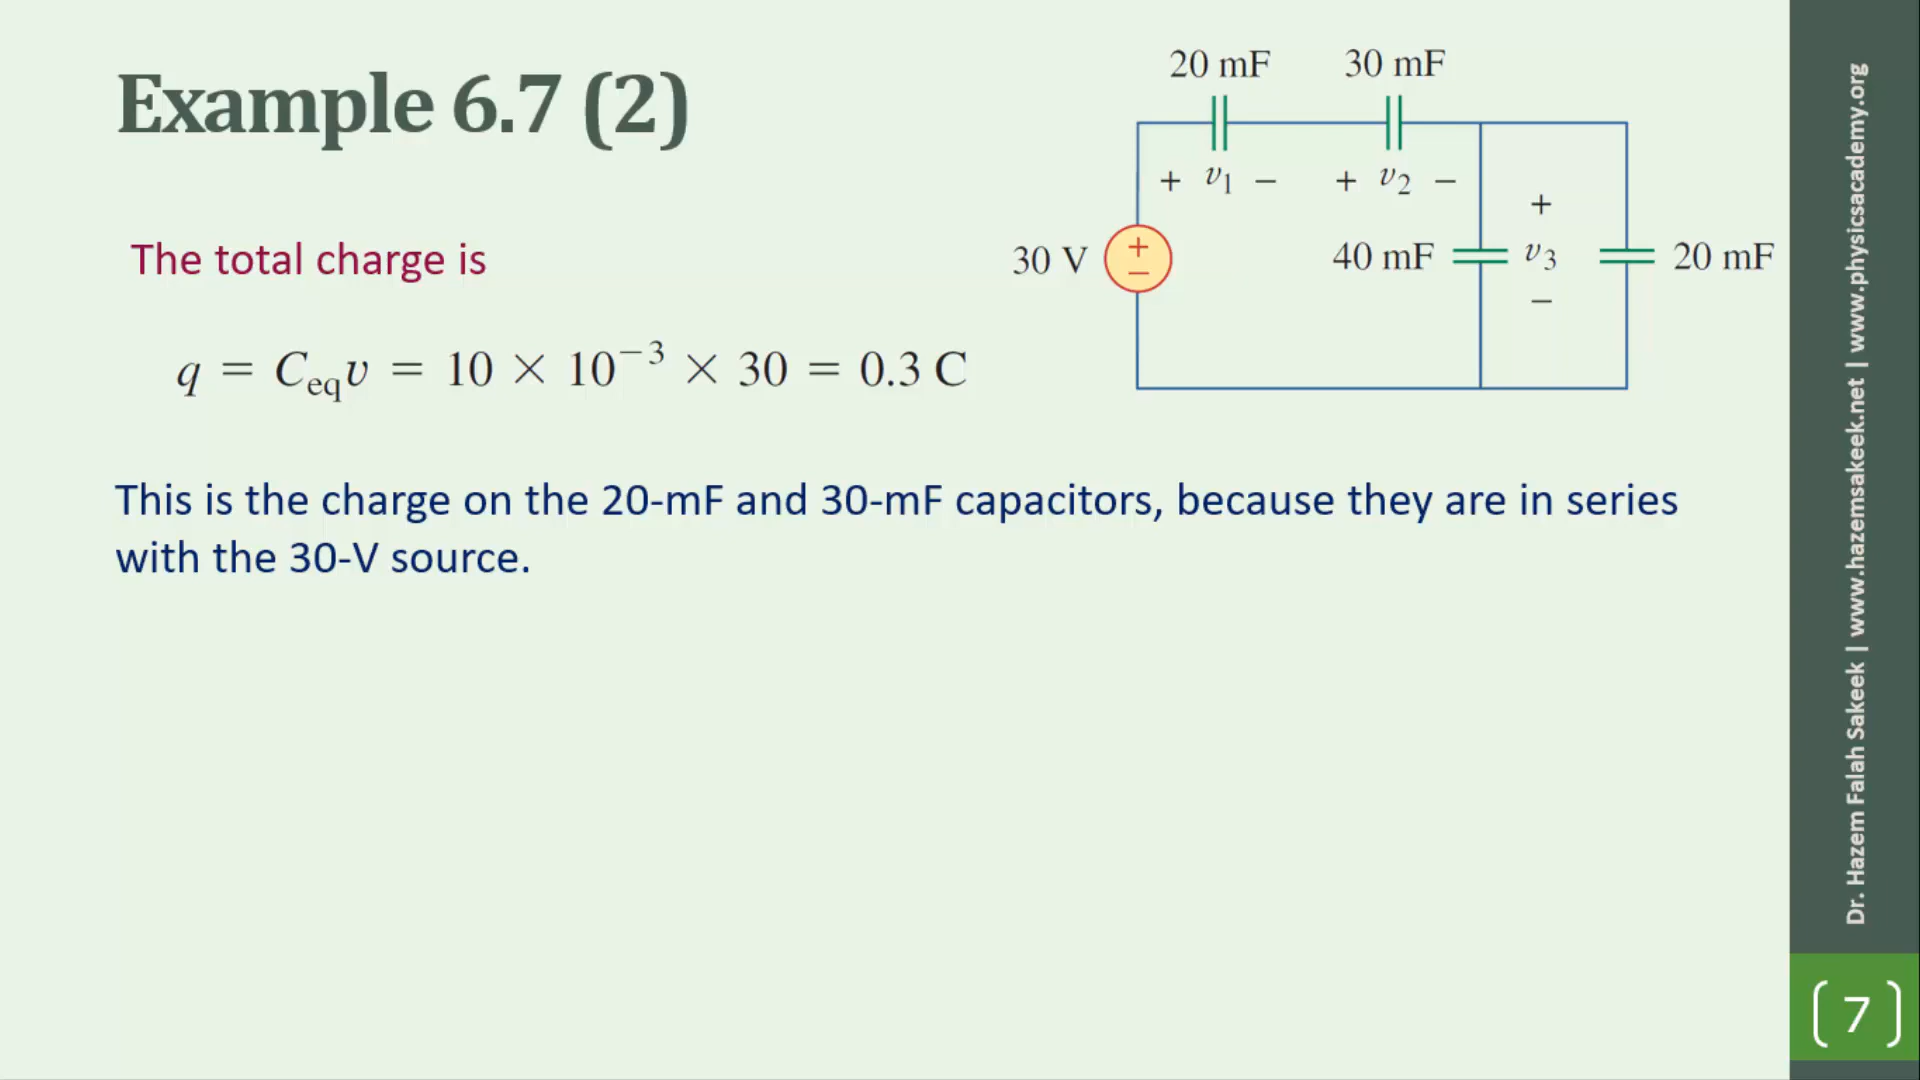 Example 6.7 (2)
20 mF 30 mF
+ v₁ − + v₂ −
30 V + −
40 mF + v₃ − 20 mF
The total charge is
q = C_eq v = 10 × 10⁻³ × 30 = 0.3 C
This is the charge on the 20-mF and 30-mF capacitors, because they are in series
with the 30-V source.
Dr. Hazem Falah Sakeek | www.hazemsakeek.net | www.physicsacademy.org
[ 7 ]